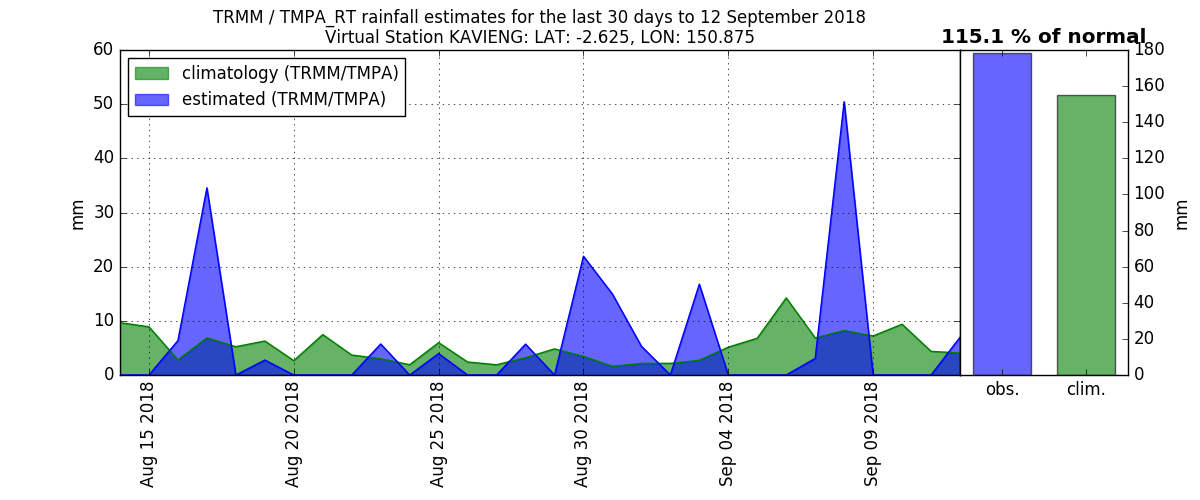 TRMM / TMPA_RT rainfall estimates for the last 30 days to 12 September 2018
Virtual Station KAVIENG: LAT: -2.625, LON: 150.875
115.1 % of normal
climatology (TRMM/TMPA)
estimated (TRMM/TMPA)
60
50
40
30
20
10
0
mm
180
160
140
120
100
80
60
40
20
0
mm
Aug 15 2018
Aug 20 2018
Aug 25 2018
Aug 30 2018
Sep 04 2018
Sep 09 2018
obs.
clim.